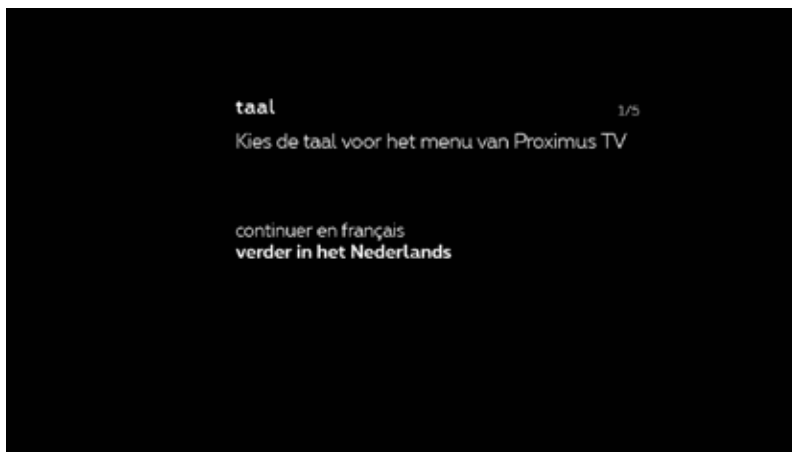 taal
1/5
Kies de taal voor het menu van Proximus TV
continuer en français
verder in het Nederlands